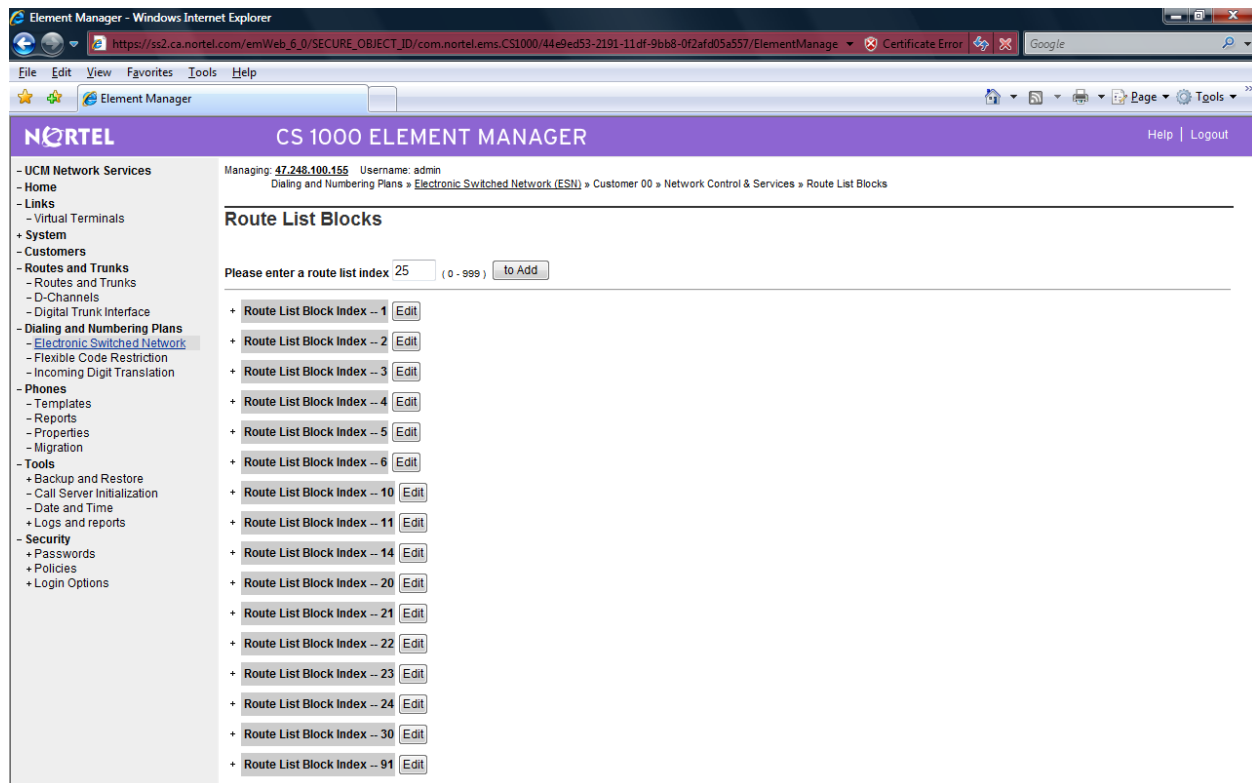 Element Manager - Windows Internet Explorer
https://ss2.ca.nortel.com/emWeb_6_0/SECURE_OBJECT_ID/com.nortel.ems.CS1000/44e9ed53-2191-11df-9bb8-0f2afd05a557/ElementManage
Certificate Error
Google
File Edit View Favorites Tools Help
Element Manager
Page Tools
NORTEL
CS 1000 ELEMENT MANAGER
Help | Logout
- UCM Network Services
- Home
- Links
- Virtual Terminals
+ System
- Customers
- Routes and Trunks
- Routes and Trunks
- D-Channels
- Digital Trunk Interface
- Dialing and Numbering Plans
- Electronic Switched Network
- Flexible Code Restriction
- Incoming Digit Translation
- Phones
- Templates
- Reports
- Properties
- Migration
- Tools
+ Backup and Restore
- Call Server Initialization
- Date and Time
+ Logs and reports
- Security
+ Passwords
+ Policies
+ Login Options
Managing: 47.248.100.155 Username: admin
Dialing and Numbering Plans » Electronic Switched Network (ESN) » Customer 00 » Network Control & Services » Route List Blocks
Route List Blocks
Please enter a route list index 25 ( 0 - 999 ) to Add
+ Route List Block Index -- 1 Edit
+ Route List Block Index -- 2 Edit
+ Route List Block Index -- 3 Edit
+ Route List Block Index -- 4 Edit
+ Route List Block Index -- 5 Edit
+ Route List Block Index -- 6 Edit
+ Route List Block Index -- 10 Edit
+ Route List Block Index -- 11 Edit
+ Route List Block Index -- 14 Edit
+ Route List Block Index -- 20 Edit
+ Route List Block Index -- 21 Edit
+ Route List Block Index -- 22 Edit
+ Route List Block Index -- 23 Edit
+ Route List Block Index -- 24 Edit
+ Route List Block Index -- 30 Edit
+ Route List Block Index -- 91 Edit